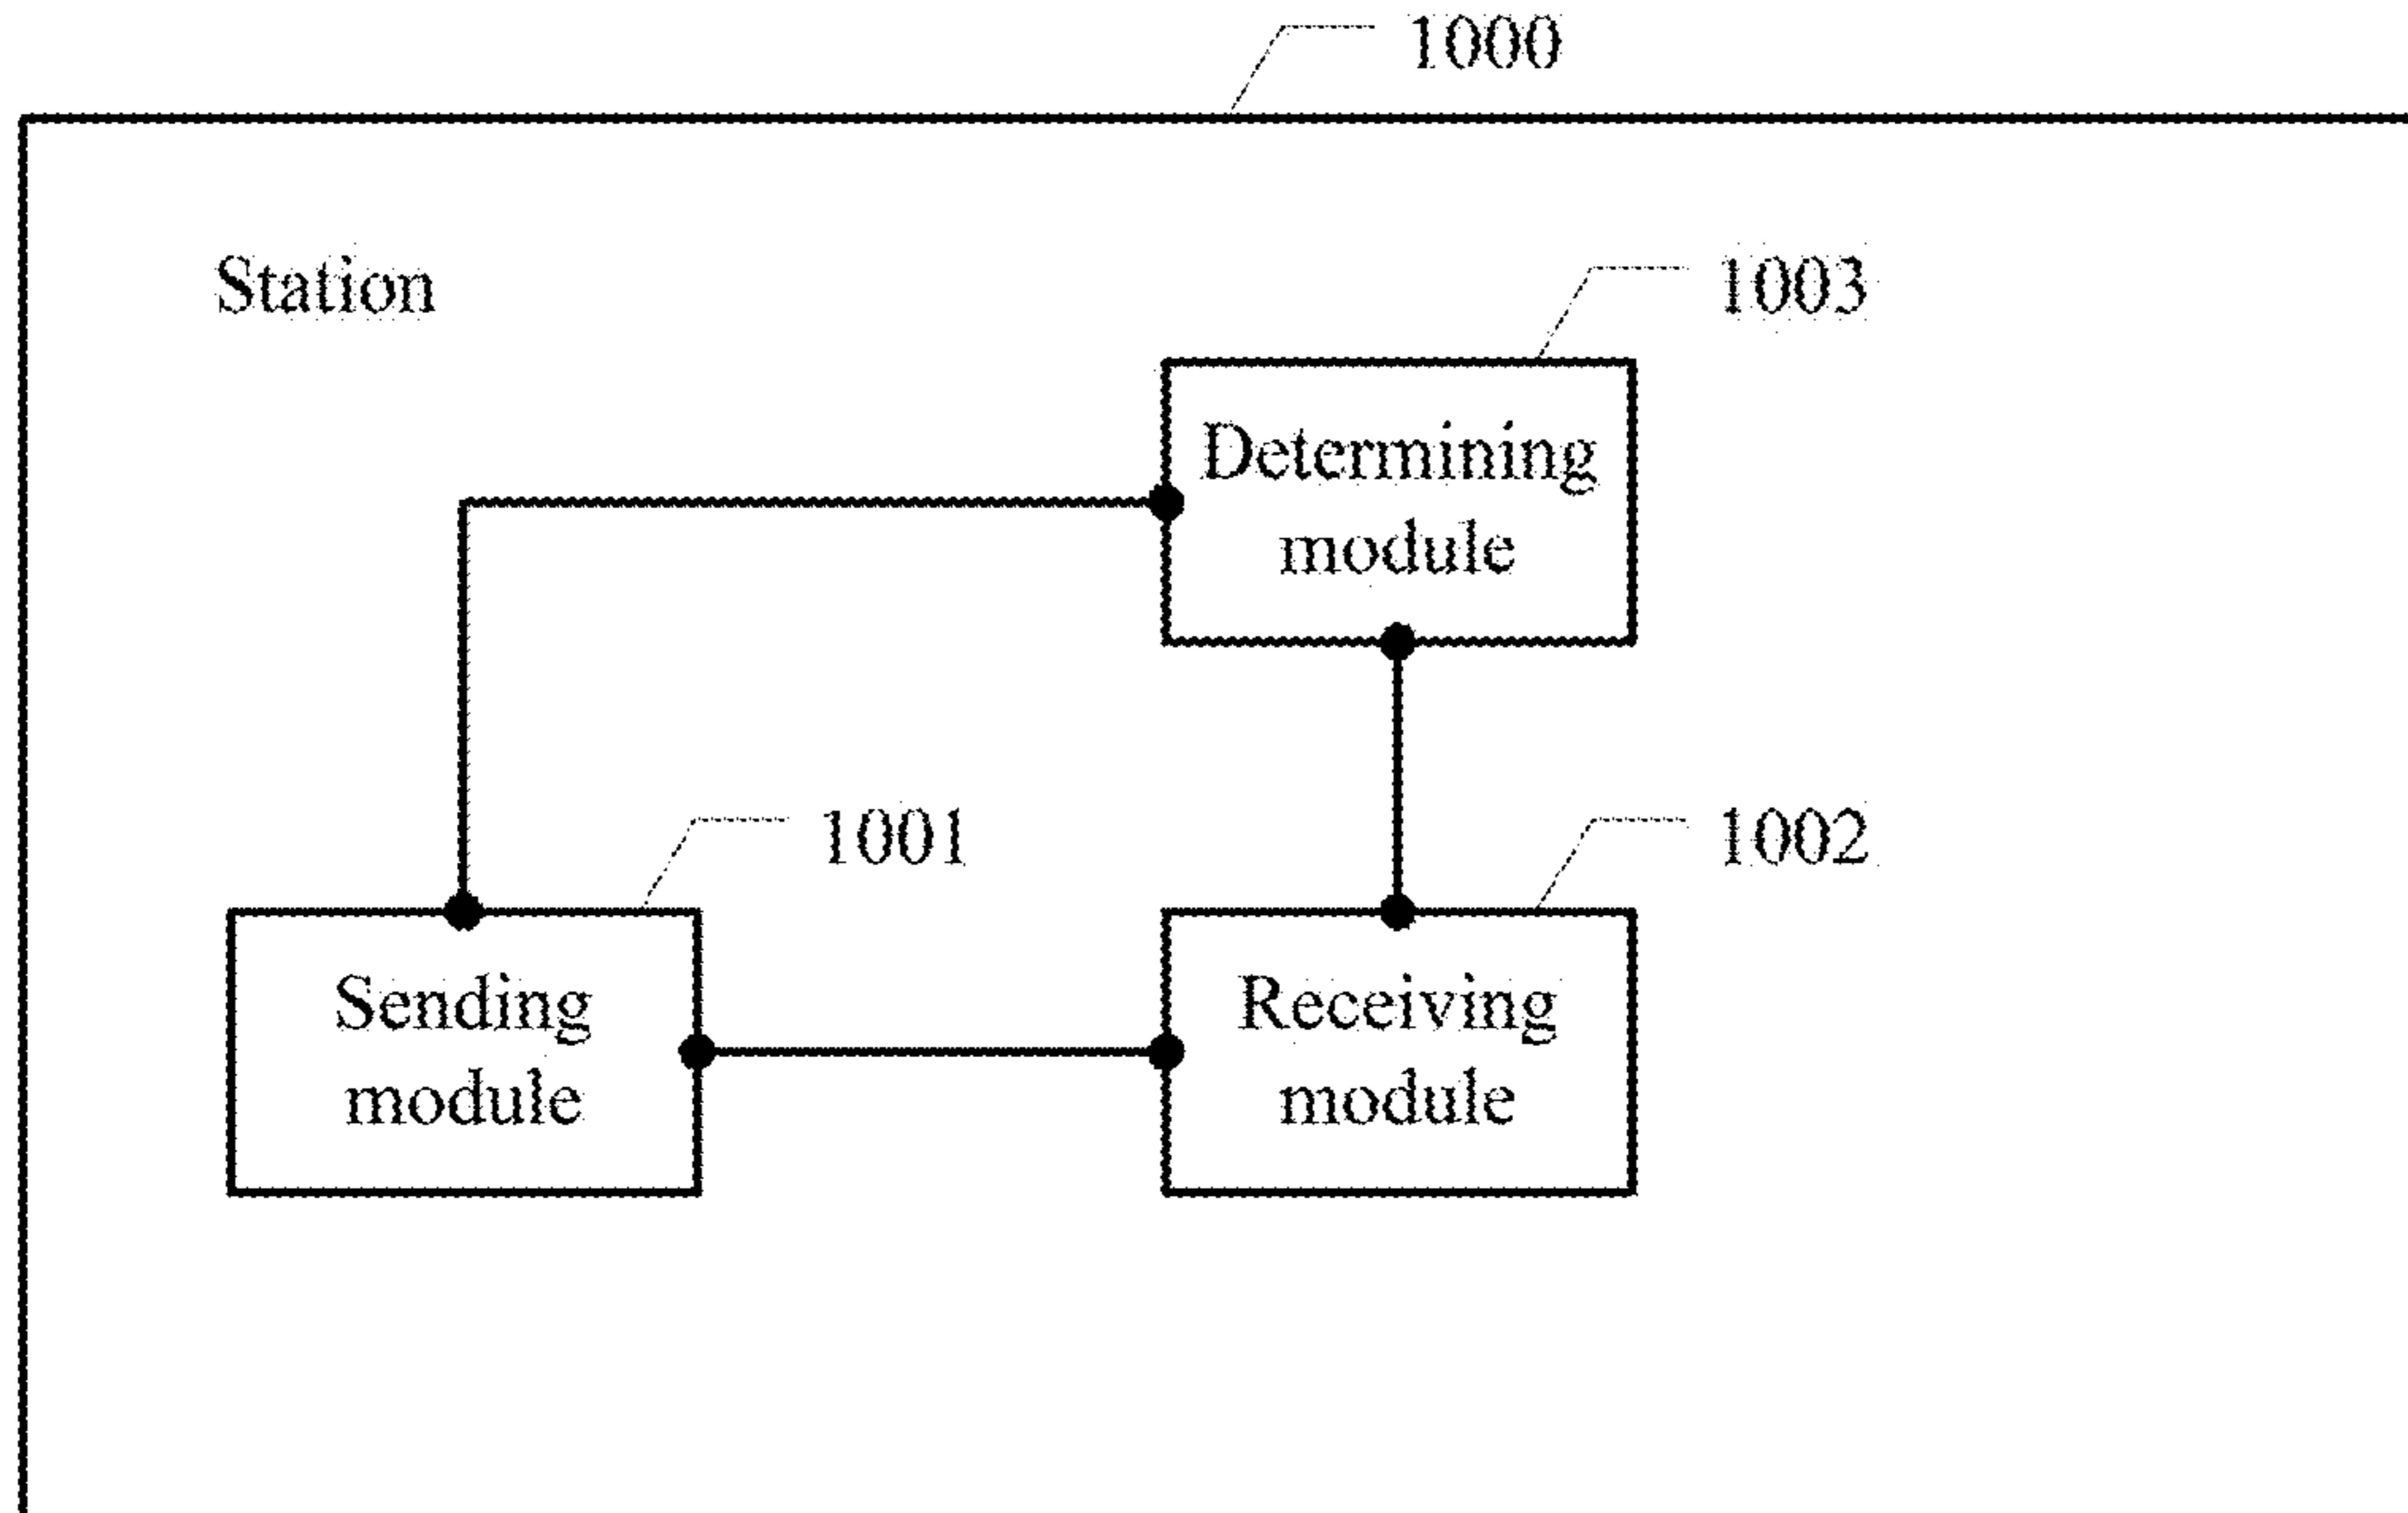 1000
Station
1003
Determining
module
1001
1002
Sending
module
Receiving
module